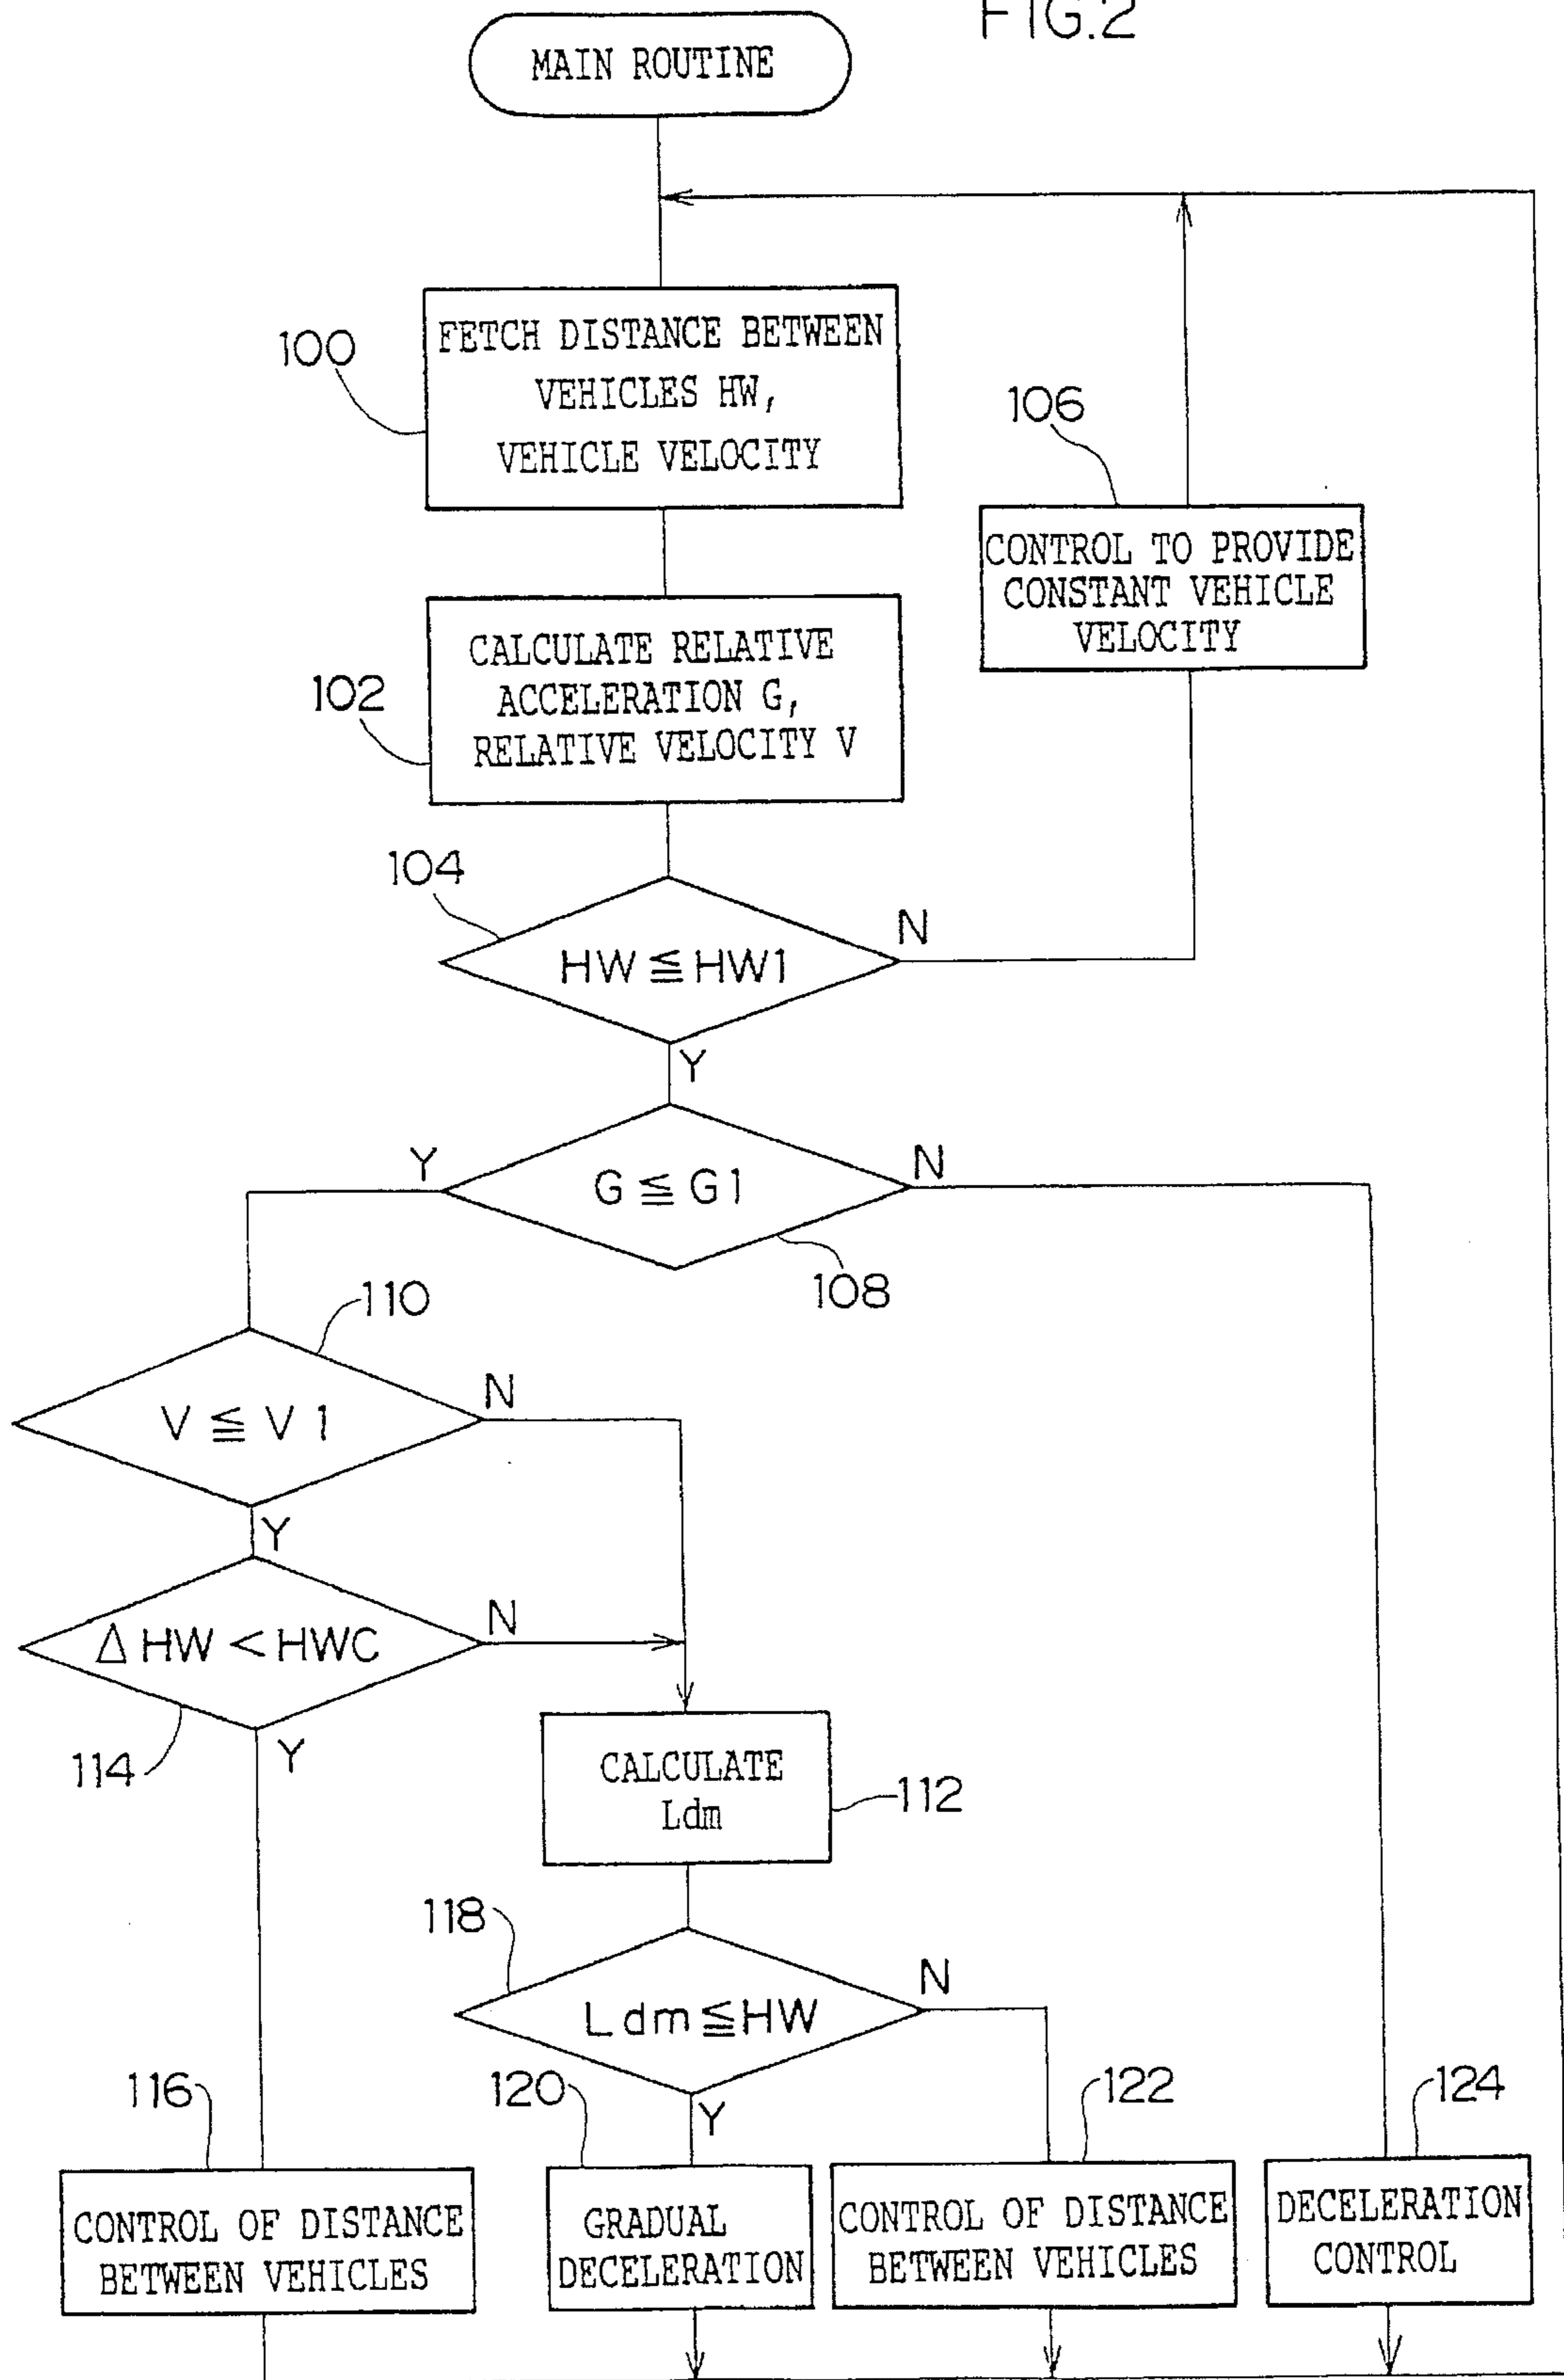 FIG.2
MAIN ROUTINE
100
FETCH DISTANCE BETWEEN
VEHICLES HW,
VEHICLE VELOCITY
106
CONTROL TO PROVIDE
CONSTANT VEHICLE
VELOCITY
102
CALCULATE RELATIVE
ACCELERATION G,
RELATIVE VELOCITY V
104
HW ≦ HW1
N
Y
Y
G ≦ G1
N
108
110
V ≦ V1
N
Y
Δ HW < HWC
N
114
Y
CALCULATE
Ldm
112
118
Ldm ≦ HW
N
Y
116
CONTROL OF DISTANCE
BETWEEN VEHICLES
120
GRADUAL
DECELERATION
122
CONTROL OF DISTANCE
BETWEEN VEHICLES
124
DECELERATION
CONTROL